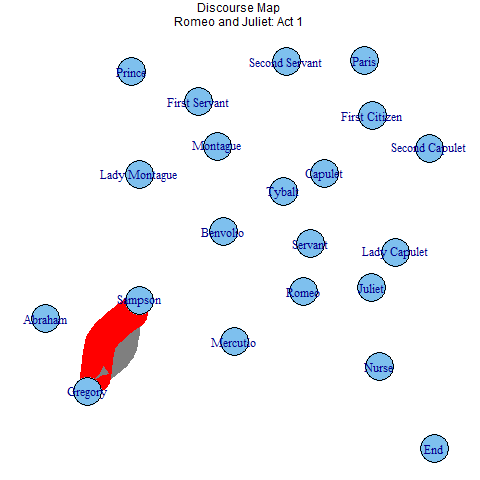 Discourse Map
Romeo and Juliet: Act 1
Second Servant
Paris
Prince
First Servant
First Citizen
Montague
Second Capulet
Lady Montague
Capulet
Tybalt
Benvolio
Servant
Lady Capulet
Juliet
Romeo
Sampson
Abraham
Mercutio
Nurse
Gregory
End